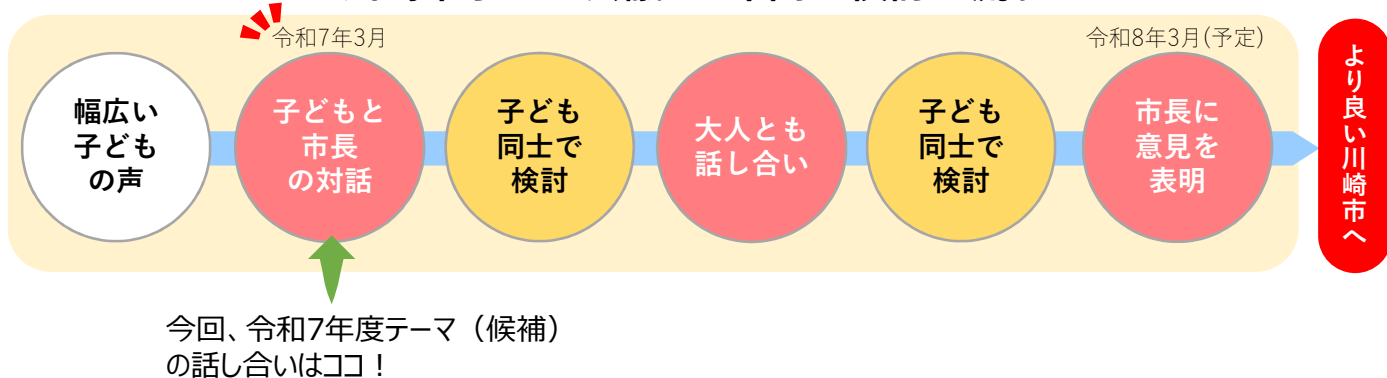 令和7年3月
令和8年3月(予定)
幅広い
子ども
の声
子どもと
市長
の対話
子ども
同士で
検討
大人とも
話し合い
子ども
同士で
検討
市長に
意見を
表明
より良い川崎市へ
今回、令和7年度テーマ（候補）
の話し合いはココ！